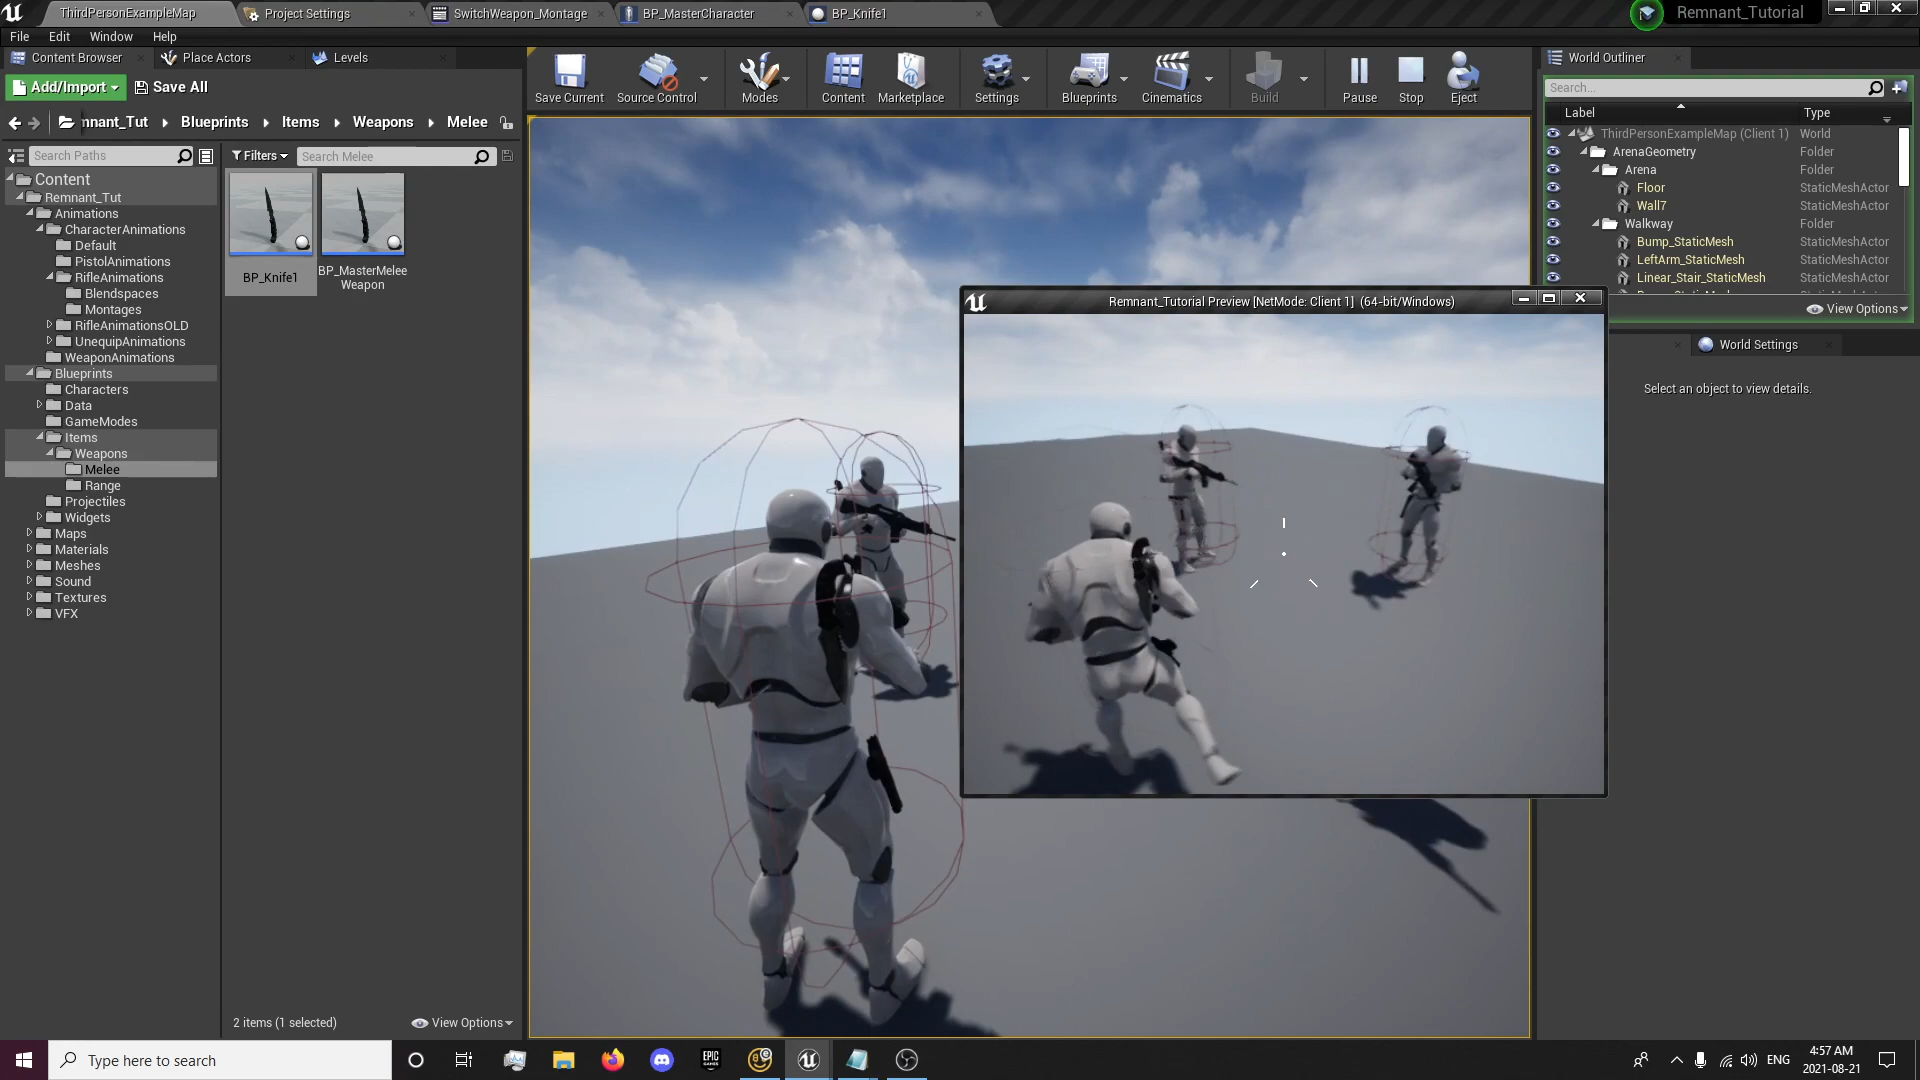 ThirdPersonExampleMap
Project Settings
SwitchWeapon_Montage
BP_MasterCharacter
BP_Knife1
Remnant_Tutorial
File Edit Window Help
Content Browser
Place Actors
Levels
Add/Import
Save All
nnant_Tut Blueprints Items Weapons Melee
Search Paths
Filters
Search Melee
Content
Remnant_Tut
Animations
CharacterAnimations
Default
PistolAnimations
RifleAnimations
Blendspaces
Montages
RifleAnimationsOLD
UnequipAnimations
WeaponAnimations
Blueprints
Characters
Data
GameModes
Items
Weapons
Melee
Range
Projectiles
Widgets
Maps
Materials
Meshes
Sound
Textures
VFX
BP_Knife1
BP_MasterMelee
Weapon
2 items (1 selected)
View Options
Save Current
Source Control
Modes
Content
Marketplace
Settings
Blueprints
Cinematics
Build
Pause
Stop
Eject
Remnant_Tutorial Preview [NetMode: Client 1] (64-bit/Windows)
World Outliner
Search...
Label Type
ThirdPersonExampleMap (Client 1) World
ArenaGeometry Folder
Arena Folder
Floor StaticMeshActor
Wall7 StaticMeshActor
Walkway Folder
Bump_StaticMesh StaticMeshActor
LeftArm_StaticMesh StaticMeshActor
Linear_Stair_StaticMesh StaticMeshActor
View Options
World Settings
Select an object to view details.
Type here to search
EPIC
GAMES
ENG
4:57 AM
2021-08-21